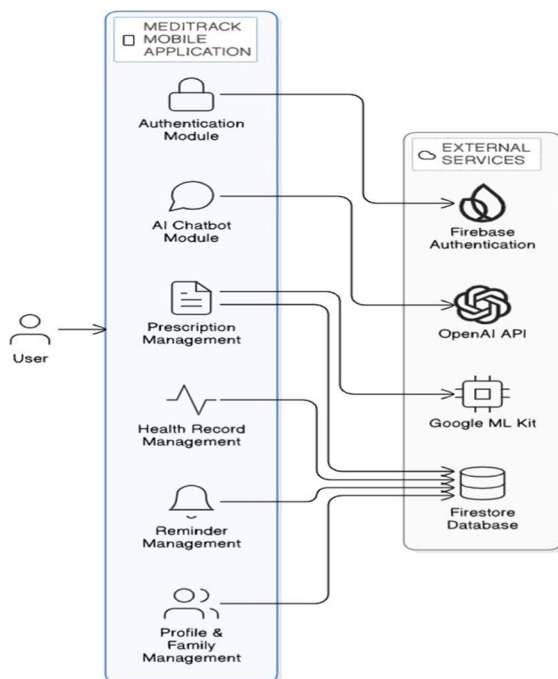 MEDITRACK
MOBILE
APPLICATION
Authentication
Module
AI Chatbot
Module
Prescription
Management
User
Health Record
Management
Reminder
Management
Profile &
Family
Management
EXTERNAL
SERVICES
Firebase
Authentication
OpenAI API
Google ML Kit
Firestore
Database